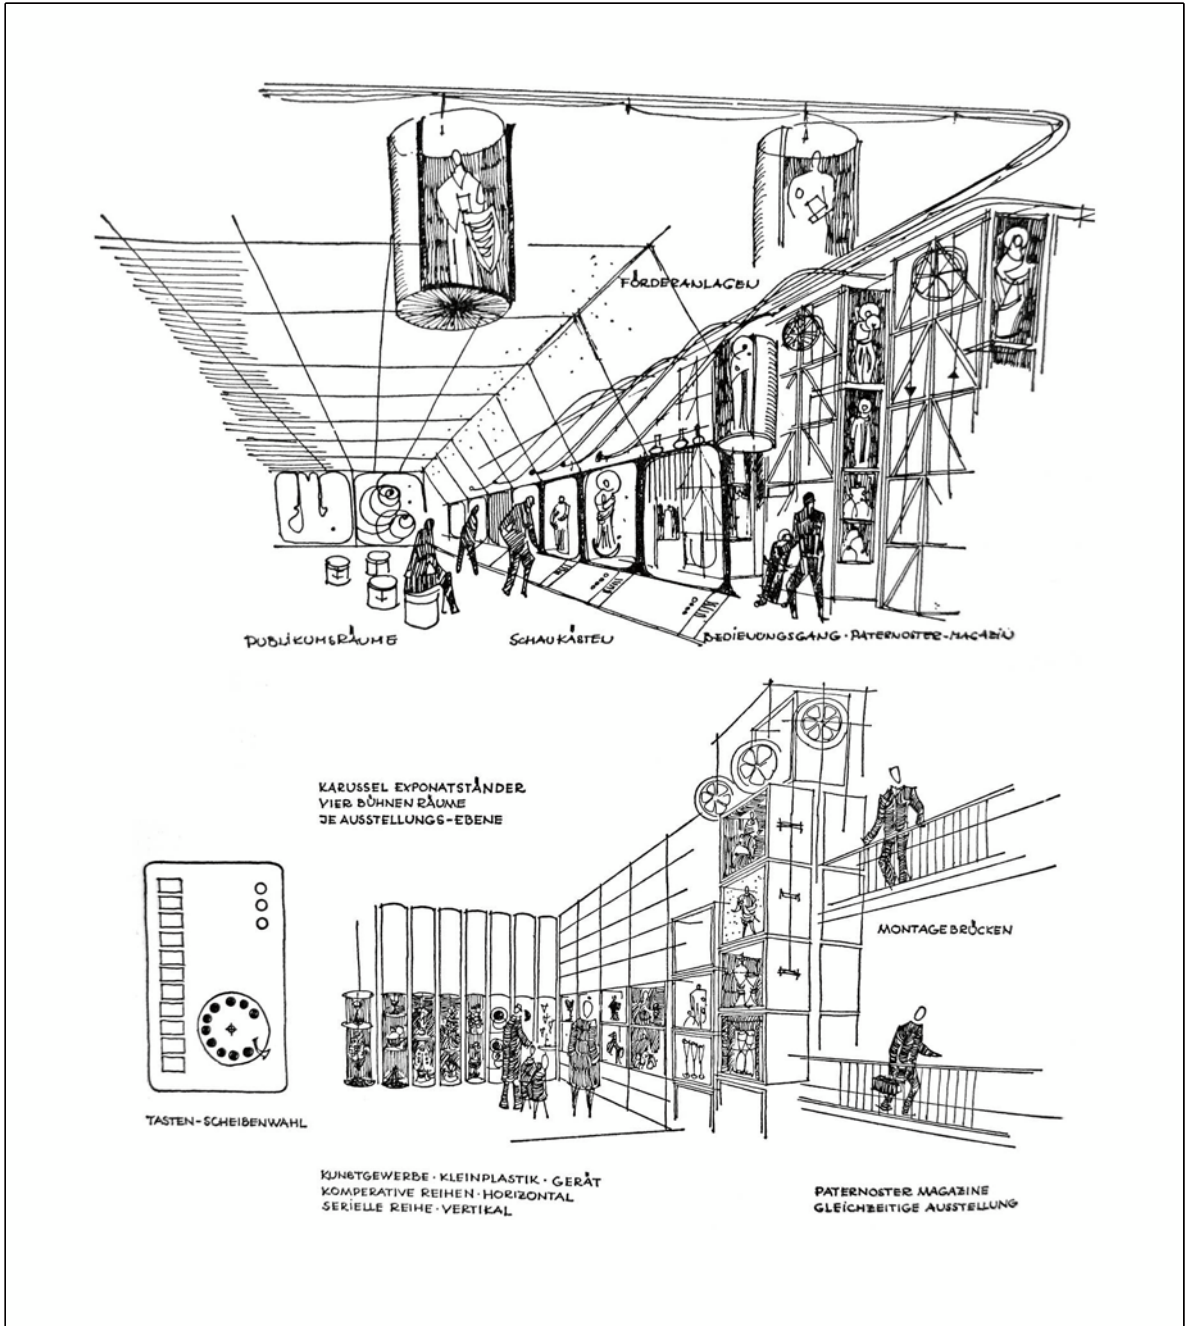 FÖRDERANLAGEN
PUBLIKUMSRÄUME
SCHAUKÄSTEN
BEDIENUNGSGANG · PATERNOSTER-MAGAZIN
KARUSSEL EXPONATSTÄNDER
VIER BÜHNEN RÄUME
JE AUSSTELLUNGS-EBENE
MONTAGEBRÜCKEN
TASTEN-SCHEIBENWAHL
KUNSTGEWERBE · KLEINPLASTIK · GERÄT
KOMPERATIVE REIHEN · HORIZONTAL
SERIELLE REIHE · VERTIKAL
PATERNOSTER MAGAZINE
GLEICHZEITIGE AUSSTELLUNG